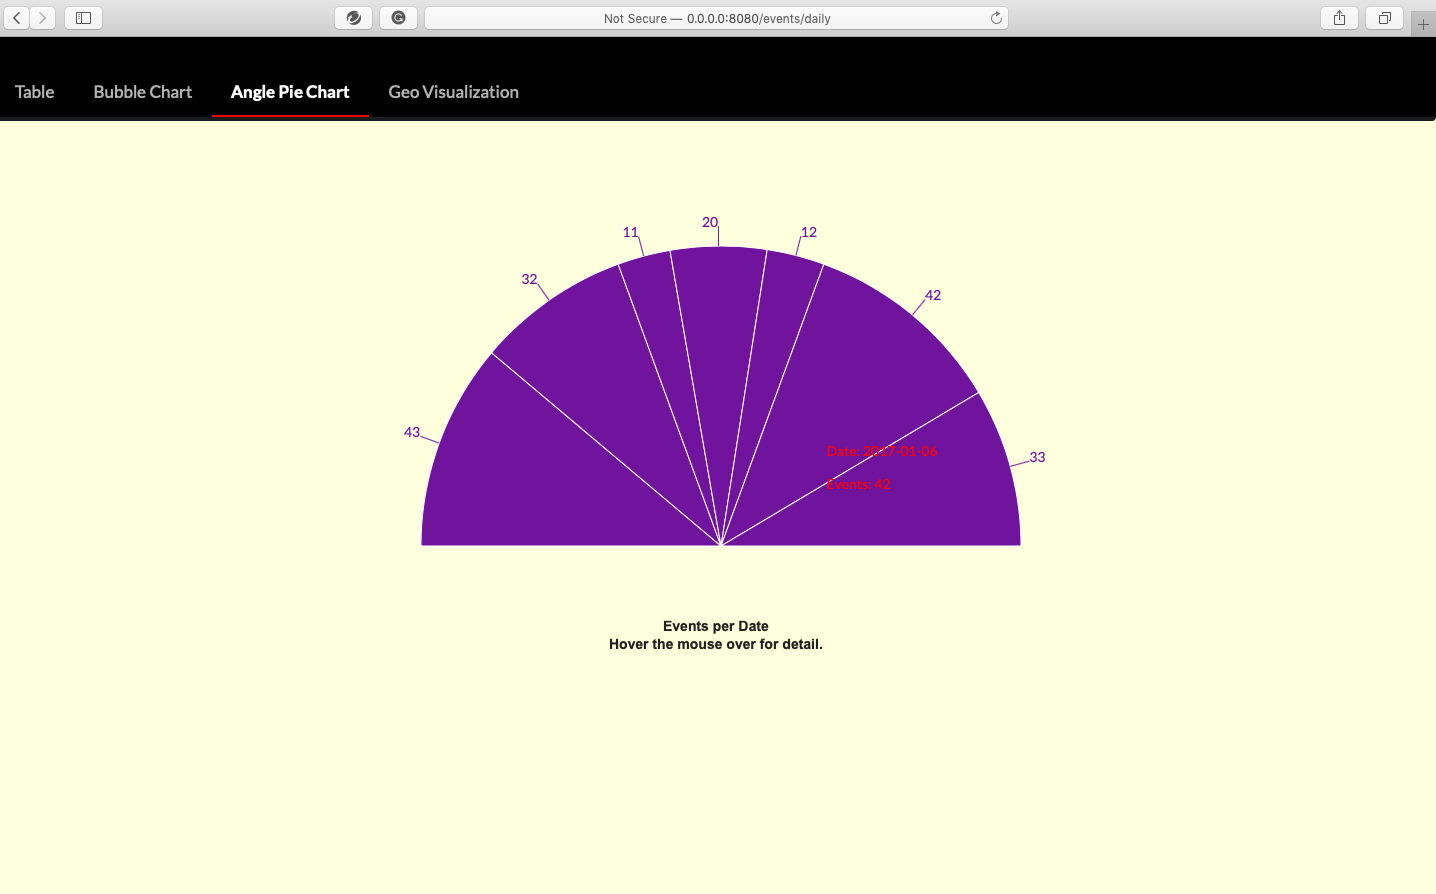 Not Secure — 0.0.0.0:8080/events/daily
Table
Bubble Chart
Angle Pie Chart
Geo Visualization
20
11
12
32
42
43
Date: 2017-01-06
33
Events: 42
Events per Date
Hover the mouse over for detail.